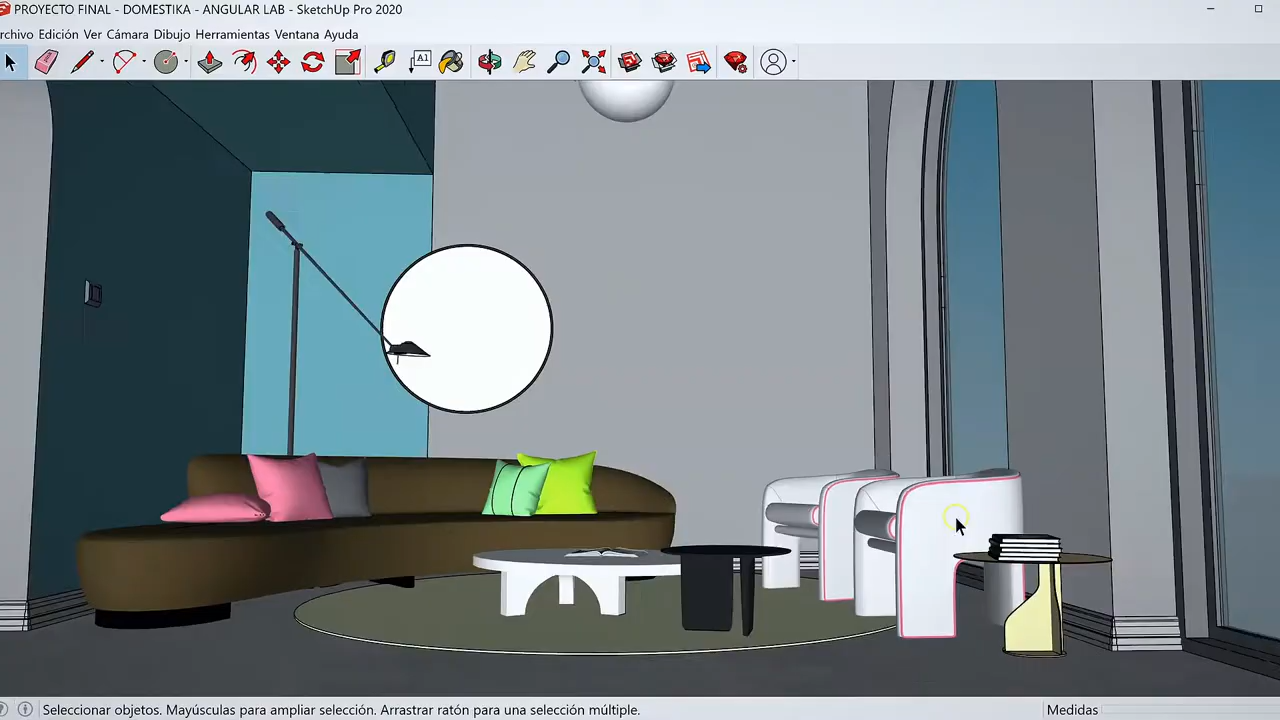 PROYECTO FINAL - DOMESTIKA - ANGULAR LAB - SketchUp Pro 2020
rchivo Edición Ver Cámara Dibujo Herramientas Ventana Ayuda
A1
Seleccionar objetos. Mayúsculas para ampliar selección. Arrastrar ratón para una selección múltiple.
Medidas